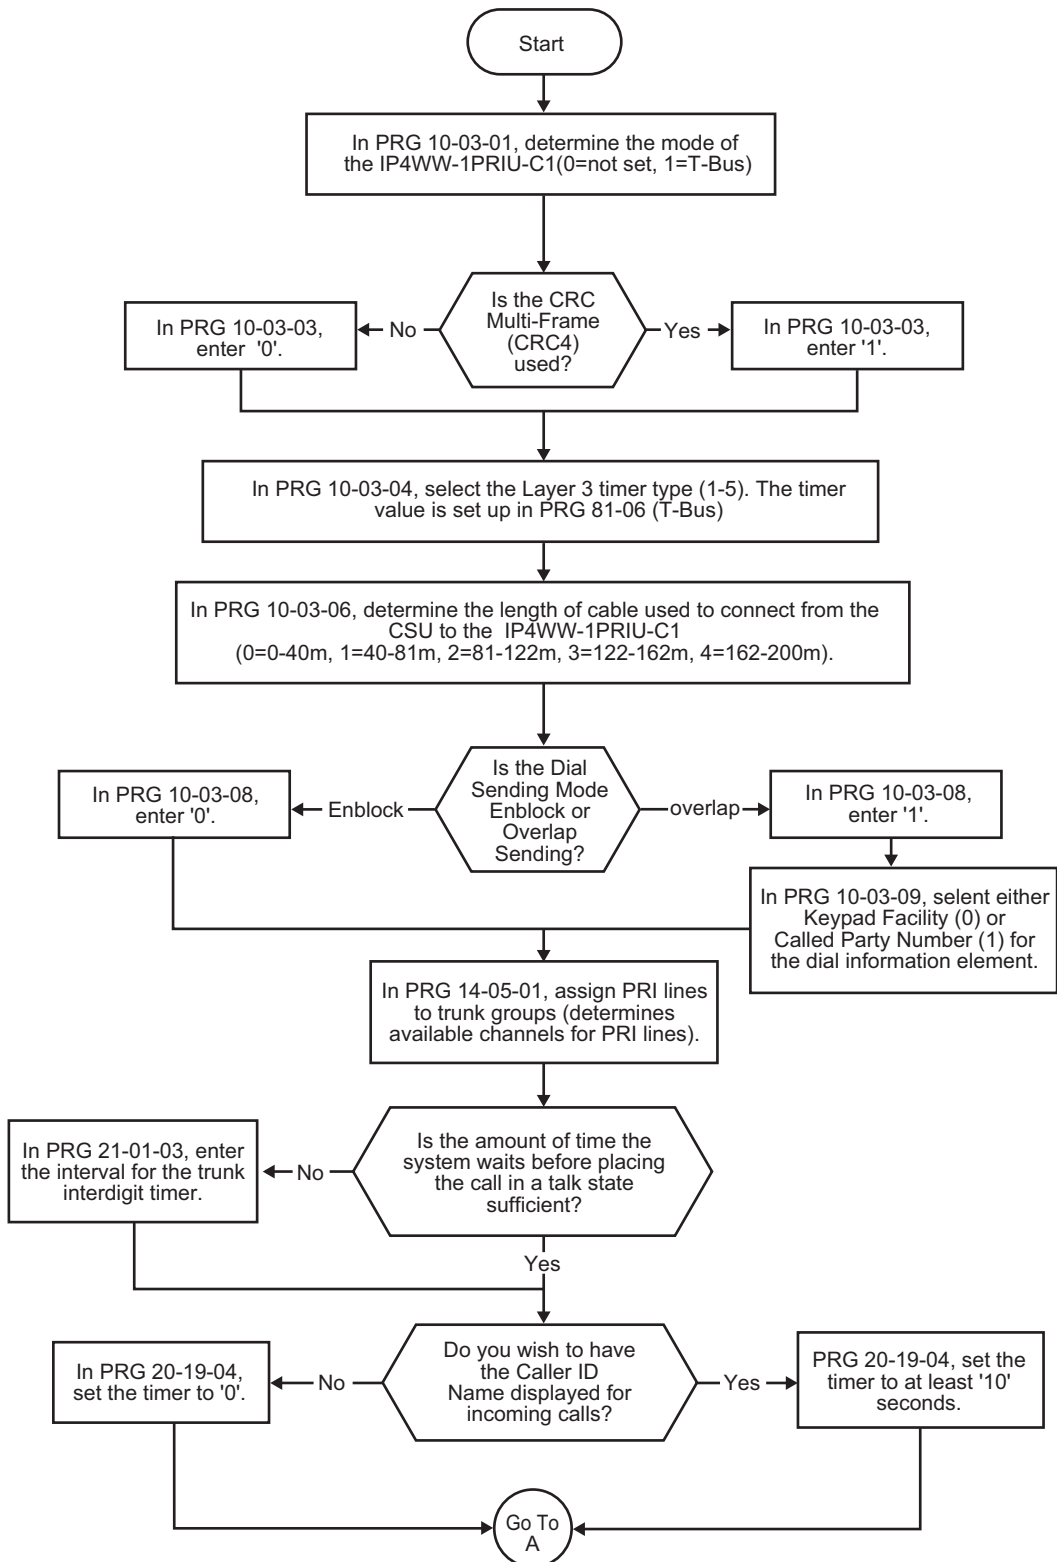 Start
In PRG 10-03-01, determine the mode of
the IP4WW-1PRIU-C1(0=not set, 1=T-Bus)
Is the CRC
Multi-Frame
(CRC4)
used?
No
Yes
In PRG 10-03-03,
enter '0'.
In PRG 10-03-03,
enter '1'.
In PRG 10-03-04, select the Layer 3 timer type (1-5). The timer
value is set up in PRG 81-06 (T-Bus)
In PRG 10-03-06, determine the length of cable used to connect from the
CSU to the IP4WW-1PRIU-C1
(0=0-40m, 1=40-81m, 2=81-122m, 3=122-162m, 4=162-200m).
Is the Dial
Sending Mode
Enblock or
Overlap
Sending?
Enblock
overlap
In PRG 10-03-08,
enter '0'.
In PRG 10-03-08,
enter '1'.
In PRG 10-03-09, selent either
Keypad Facility (0) or
Called Party Number (1) for
the dial information element.
In PRG 14-05-01, assign PRI lines
to trunk groups (determines
available channels for PRI lines).
Is the amount of time the
system waits before placing
the call in a talk state
sufficient?
No
In PRG 21-01-03, enter
the interval for the trunk
interdigit timer.
Yes
Do you wish to have
the Caller ID
Name displayed for
incoming calls?
No
Yes
In PRG 20-19-04,
set the timer to '0'.
PRG 20-19-04, set the
timer to at least '10'
seconds.
Go To
A